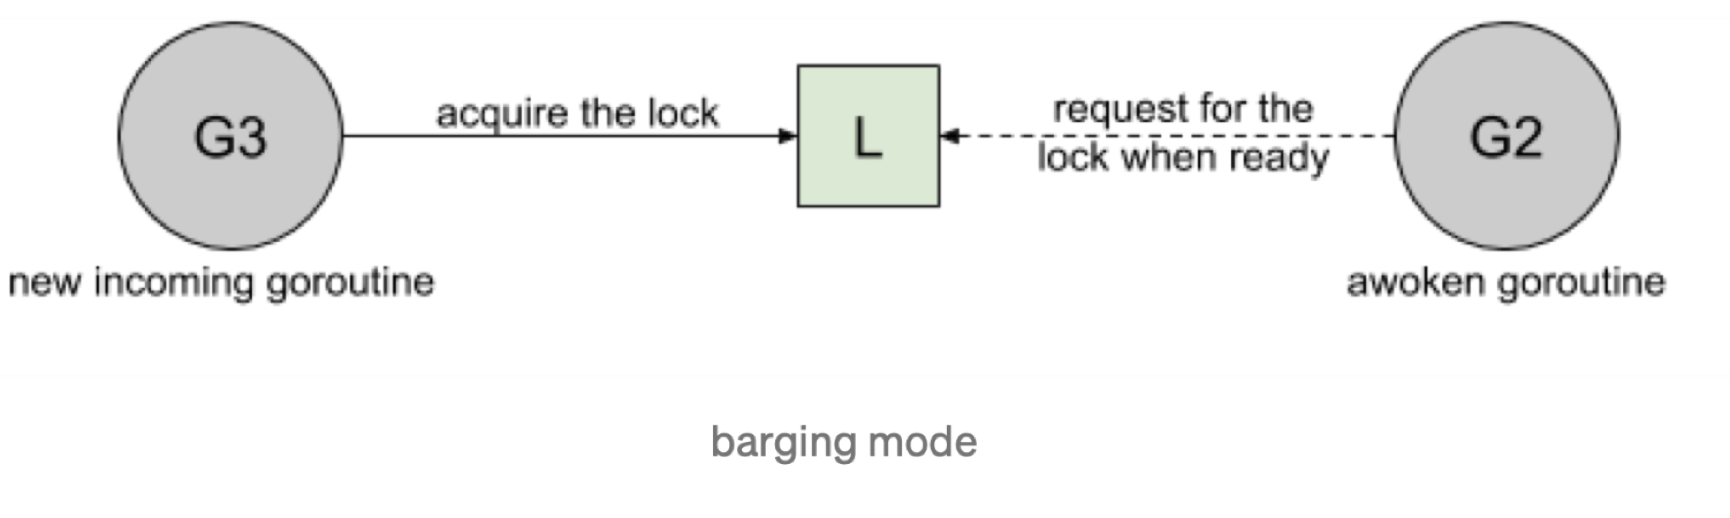 G3
acquire the lock
L
request for the
lock when ready
G2
new incoming goroutine
awoken goroutine
barging mode